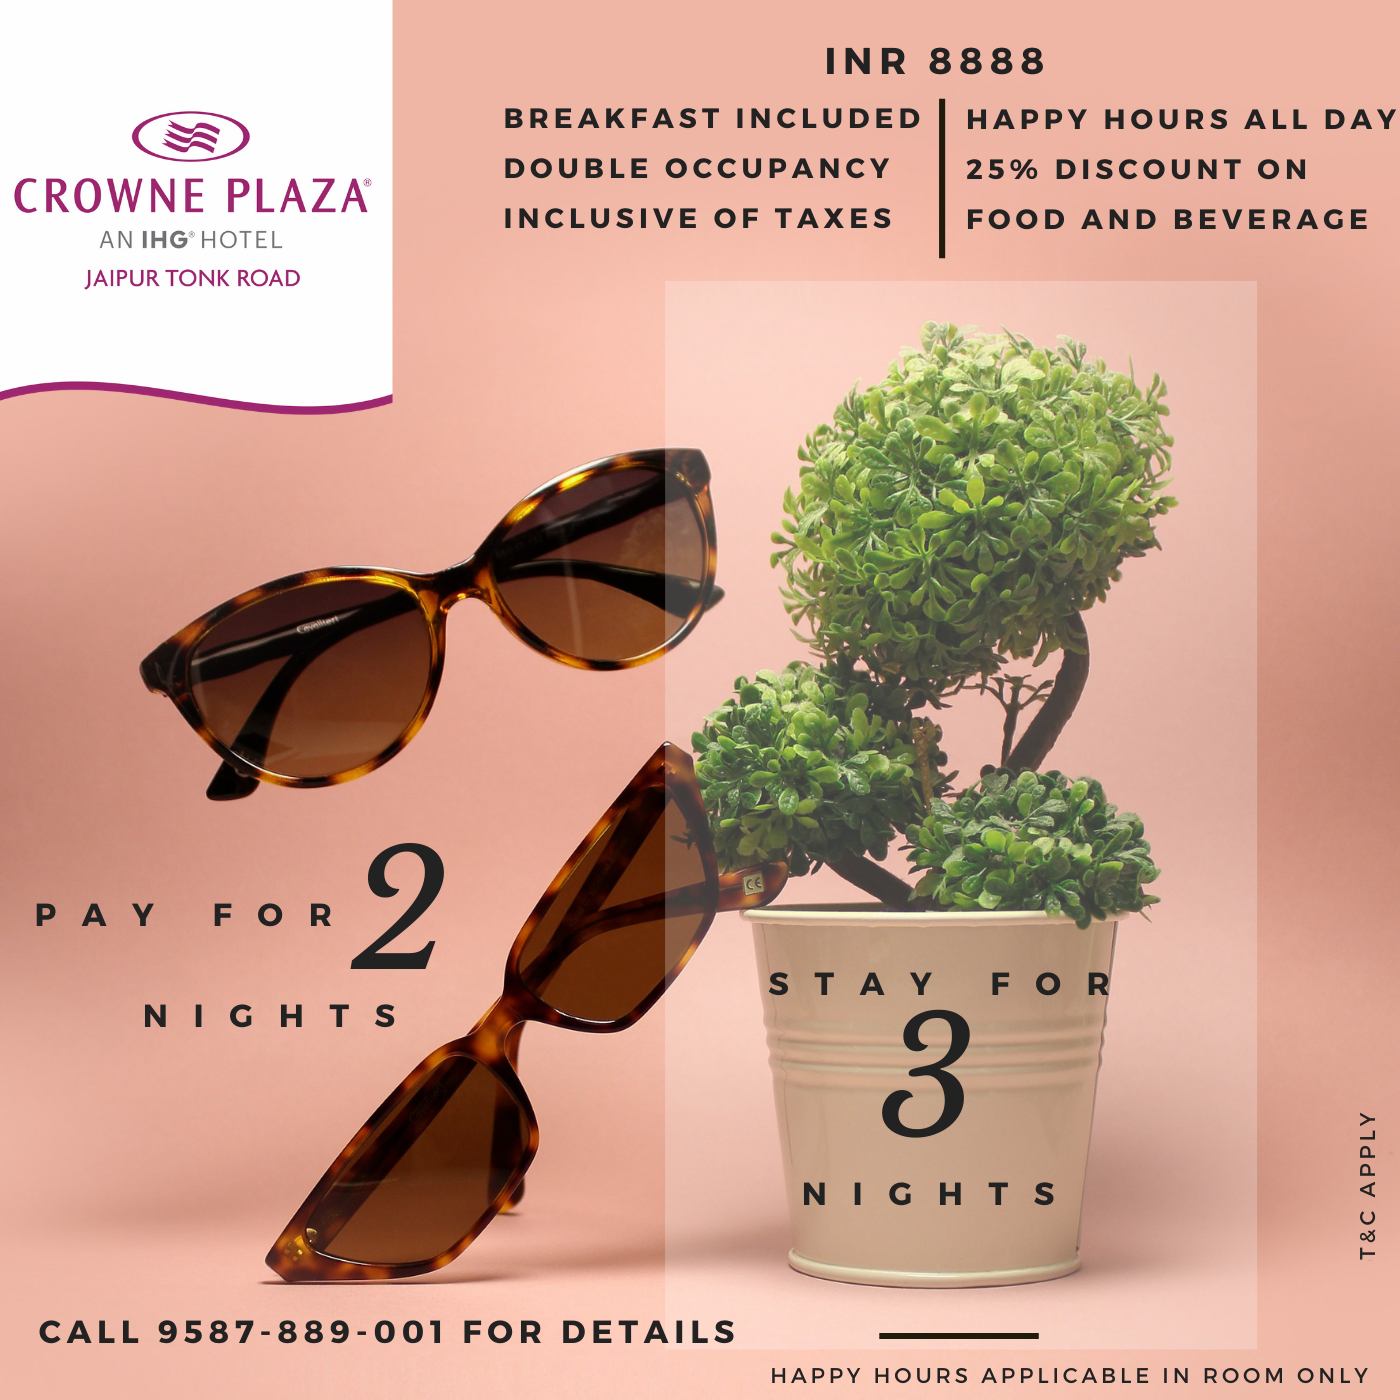 CROWNE PLAZA®
AN IHG® HOTEL
JAIPUR TONK ROAD
INR 8888
BREAKFAST INCLUDED
DOUBLE OCCUPANCY
INCLUSIVE OF TAXES
HAPPY HOURS ALL DAY
25% DISCOUNT ON
FOOD AND BEVERAGE
PAY FOR 2
NIGHTS
CE
STAY FOR
3
NIGHTS
T&C APPLY
CALL 9587-889-001 FOR DETAILS
HAPPY HOURS APPLICABLE IN ROOM ONLY